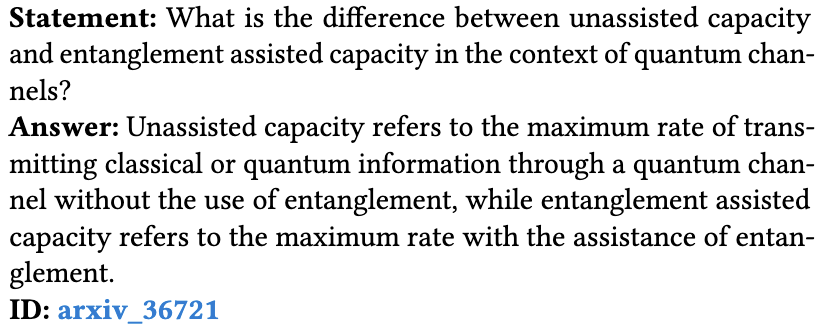 Statement: What is the difference between unassisted capacity
and entanglement assisted capacity in the context of quantum chan-
nels?
Answer: Unassisted capacity refers to the maximum rate of trans-
mitting classical or quantum information through a quantum chan-
nel without the use of entanglement, while entanglement assisted
capacity refers to the maximum rate with the assistance of entan-
glement.
ID: arxiv_36721